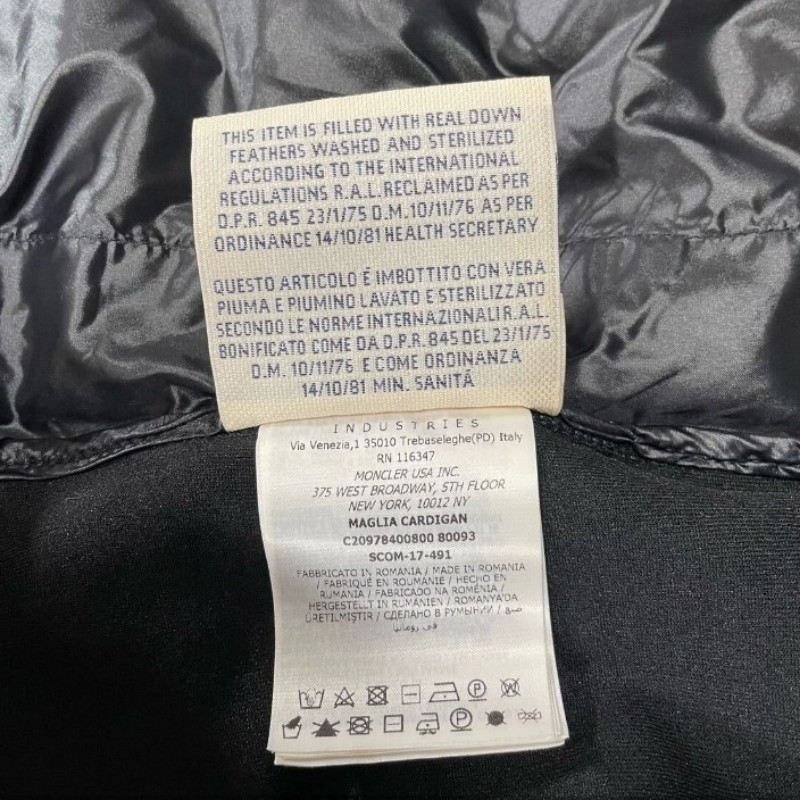 THIS ITEM IS FILLED WITH REAL DOWN
FEATHERS WASHED AND STERILIZED
ACCORDING TO THE INTERNATIONAL
REGULATIONS R.A.L. RECLAIMED AS PER
D.P.R. 845 23/1/75 D.M. 10/11/76 AS PER
ORDINANCE 14/10/81 HEALTH SECRETARY
QUESTO ARTICOLO É IMBOTTITO CON VERA
PIUMA E PIUMINO LAVATO E STERILIZZATO
SECONDO LE NORME INTERNAZIONALI R.A.L.
BONIFICATO COME DA D.P.R. 845 DEL 23/1/75
D.M. 10/11/76 E COME ORDINANZA
14/10/81 MIN. SANITÁ
INDUSTRIES
Via Venezia,1 35010 Trebaseleghe(PD) Italy
RN 116347
MONCLER USA INC.
375 WEST BROADWAY, 5TH FLOOR
NEW YORK, 10012 NY
MAGLIA CARDIGAN
C20978400800 80093
SCOM-17-491
FABBRICATO IN ROMANIA / MADE IN ROMANIA
/ FABRIQUÉ EN ROUMANIE / HECHO EN
RUMANIA / FABRICADO NA ROMÉNIA /
HERGESTELLT IN RUMÄNIEN / ROMANYA'DA
ÜRETILMIŞTIR / СДЕЛАНО В РУМЫНИИ / صنع
في رومانيا